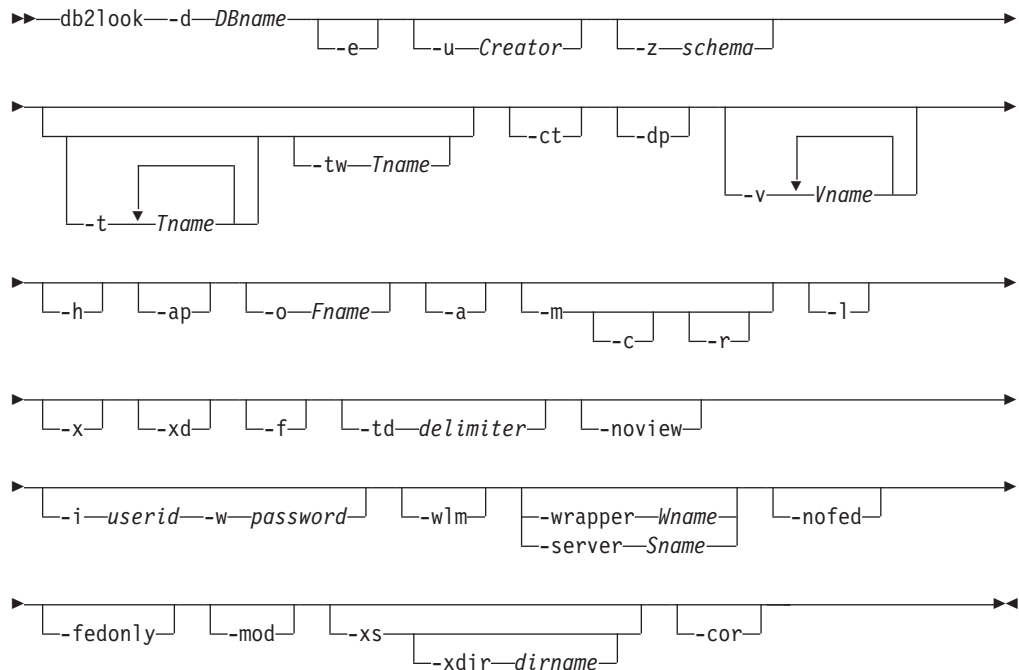 db2look -d DBname
-e -u Creator -z schema
-ct -dp
-tw Tname
-v Vname
-t Tname
-h -ap -o Fname -a -m -l
-c -r
-x -xd -f -td delimiter -noview
-i userid -w password -wlm -wrapper Wname -nofed
-server Sname
-fedonly -mod -xs -cor
-xdir dirname